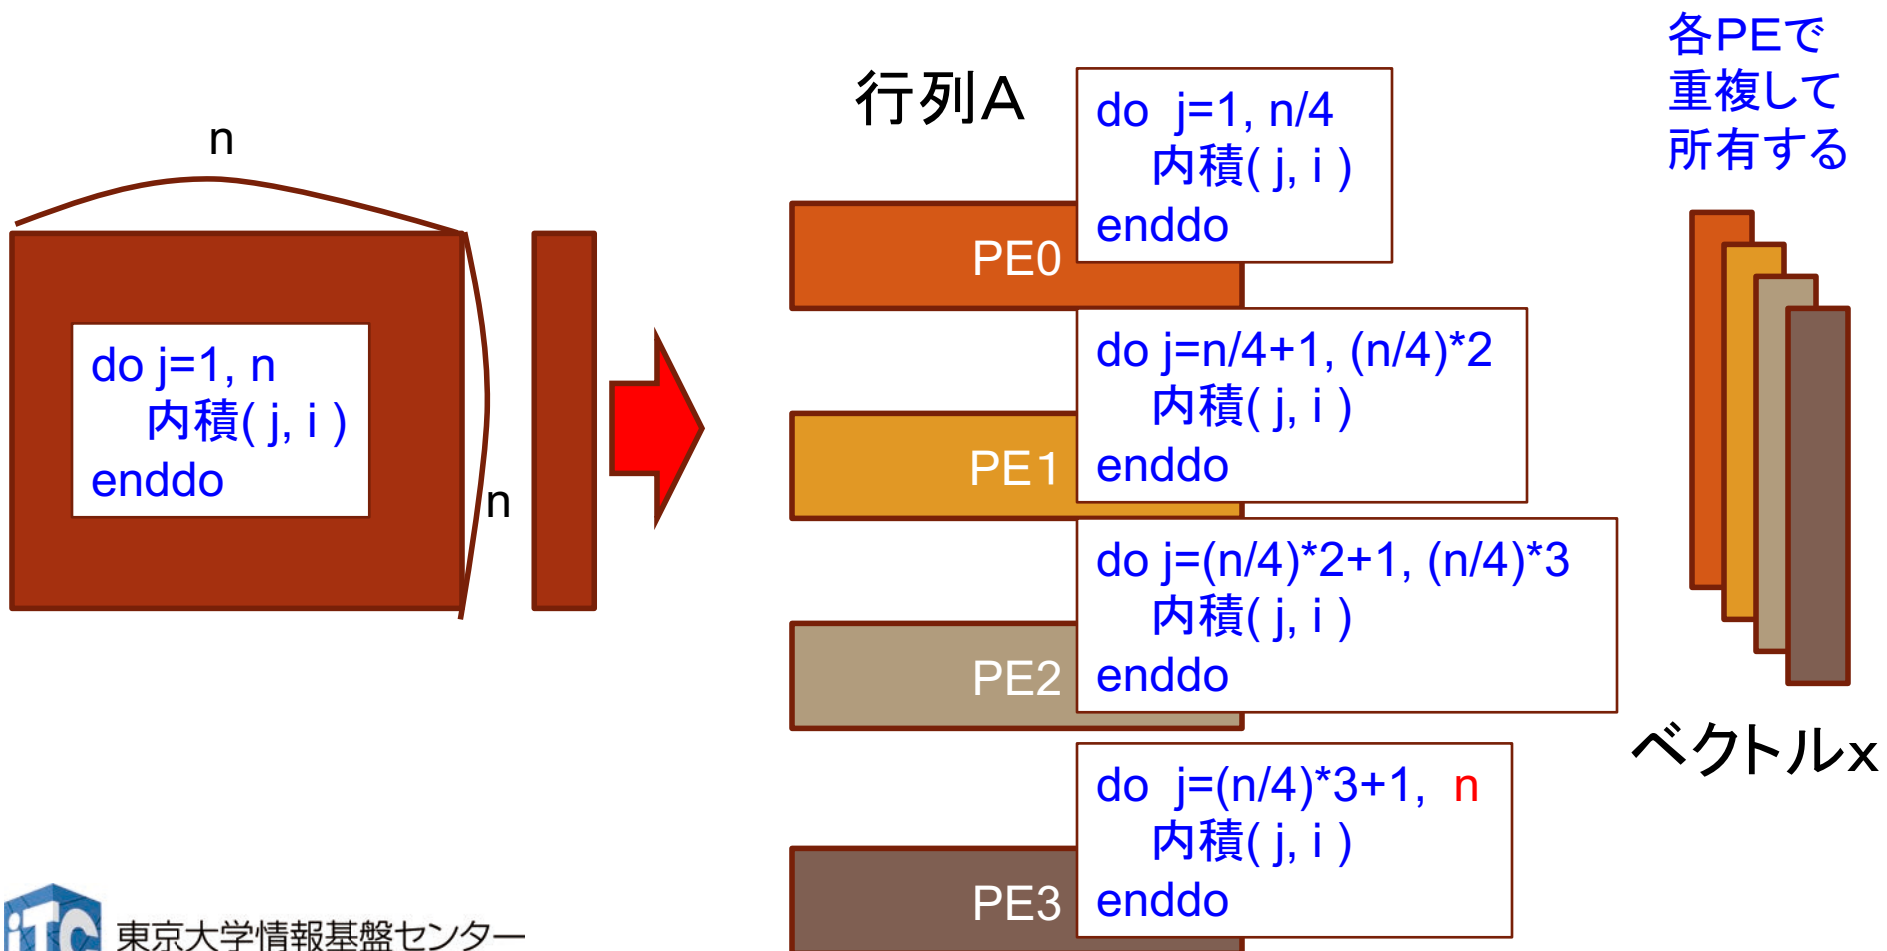 n
do j=1, n
内積( j, i )
enddo
n
行列A
do  j=1, n/4
内積( j, i )
enddo
PE0
do j=n/4+1, (n/4)*2
内積( j, i )
enddo
PE1
do j=(n/4)*2+1, (n/4)*3
内積( j, i )
enddo
PE2
do  j=(n/4)*3+1,  n
内積( j, i )
enddo
PE3
各PEで
重複して
所有する
ベクトルx
iTC
東京大学情報基盤センター